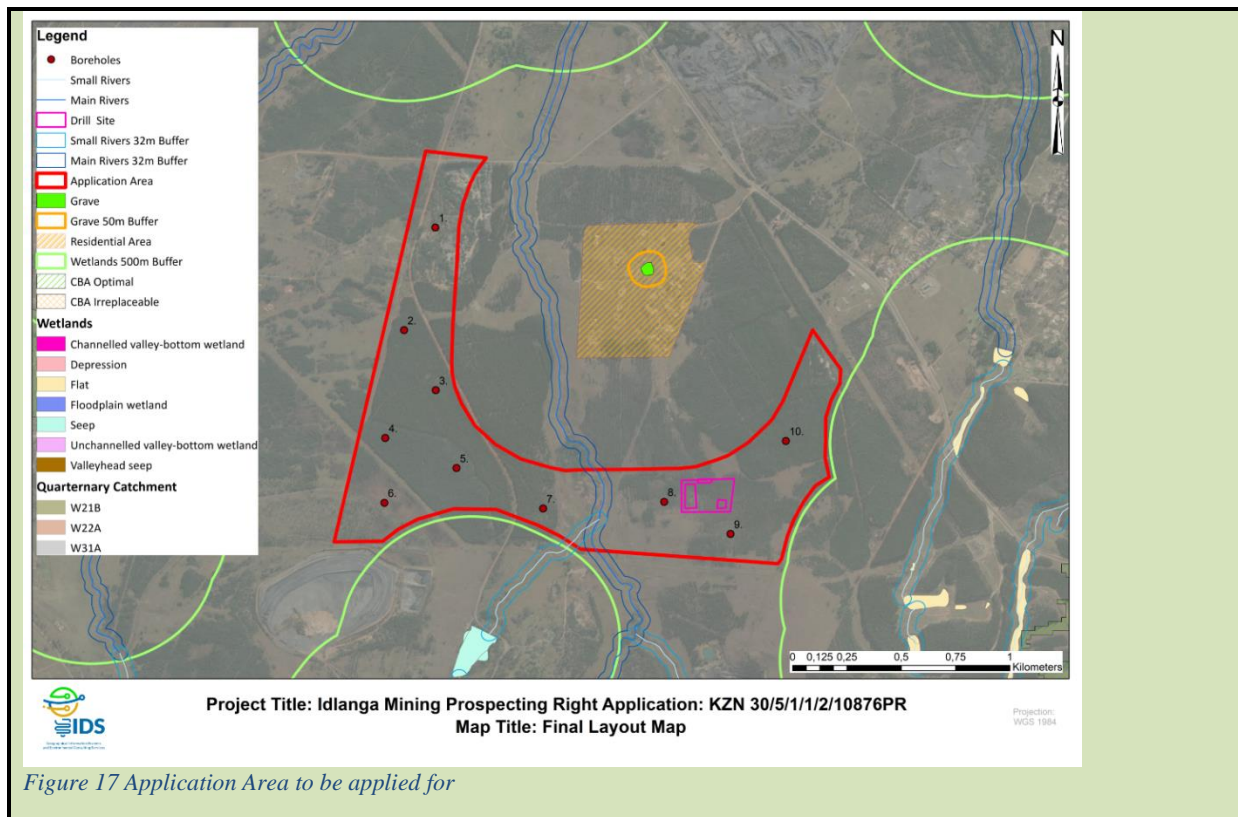 Legend
Boreholes
Small Rivers
Main Rivers
Drill Site
Small Rivers 32m Buffer
Main Rivers 32m Buffer
Application Area
Grave
Grave 50m Buffer
Residential Area
Wetlands 500m Buffer
CBA Optimal
CBA Irreplaceable
Wetlands
Channelled valley-bottom wetland
Depression
Flat
Floodplain wetland
Seep
Unchannelled valley-bottom wetland
Valleyhead seep
Quarternary Catchment
W21B
W22A
W31A
N
1.
2.
3.
4.
5.
6.
7.
8.
9.
10.
0 0,125 0,25 0,5 0,75 1
Kilometers
IDS
Project Title: Idlanga Mining Prospecting Right Application: KZN 30/5/1/1/2/10876PR
Map Title: Final Layout Map
Projection:
WGS 1984
Figure 17 Application Area to be applied for